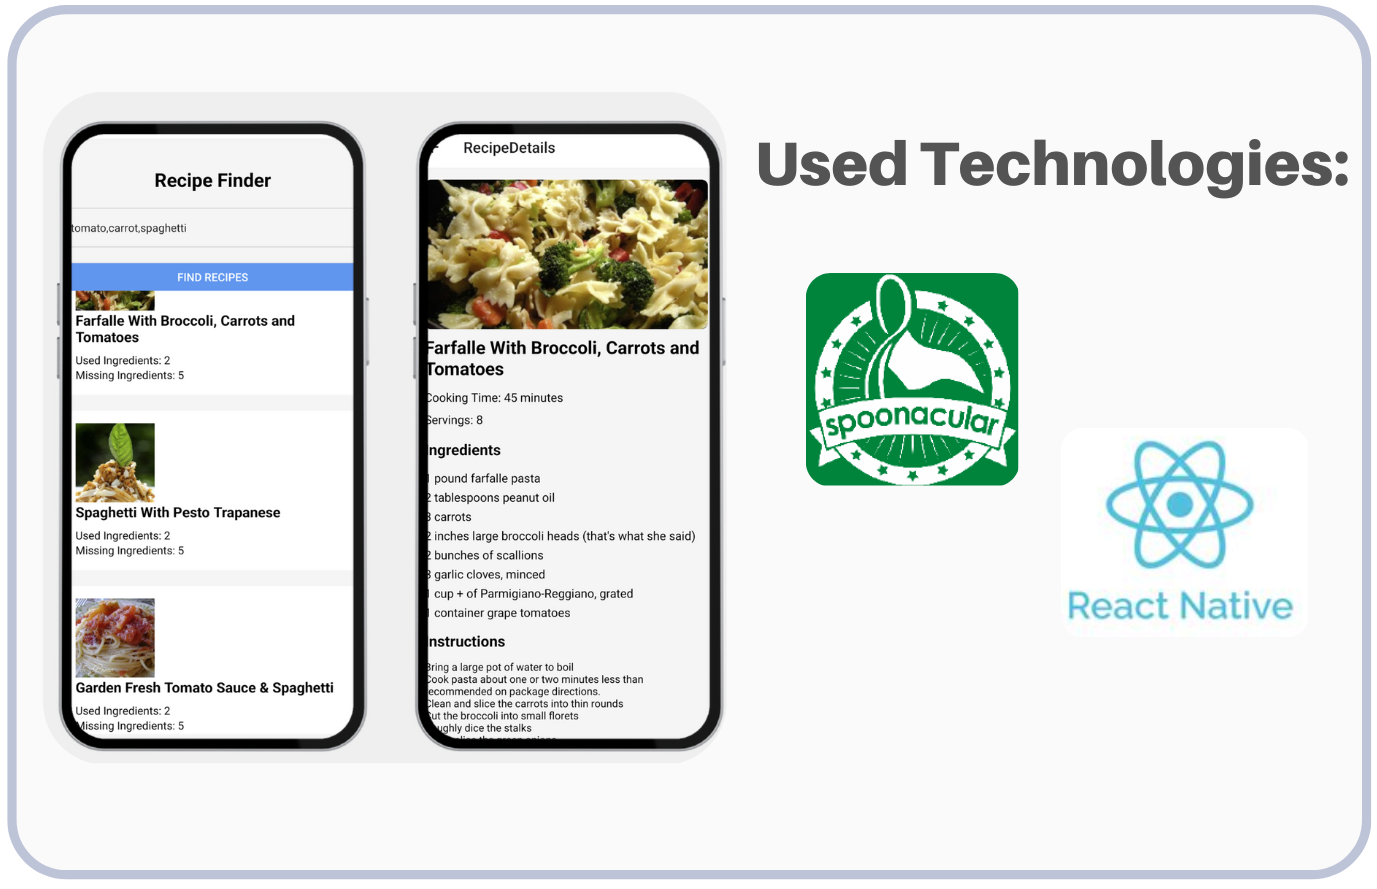 Recipe Finder
tomato,carrot,spaghetti
FIND RECIPES
Farfalle With Broccoli, Carrots and
Tomatoes
Used Ingredients: 2
Missing Ingredients: 5
Spaghetti With Pesto Trapanese
Used Ingredients: 2
Missing Ingredients: 5
Garden Fresh Tomato Sauce & Spaghetti
Used Ingredients: 2
Missing Ingredients: 5
RecipeDetails
Farfalle With Broccoli, Carrots and
Tomatoes
Cooking Time: 45 minutes
Servings: 8
Ingredients
1 pound farfalle pasta
2 tablespoons peanut oil
3 carrots
2 inches large broccoli heads (that's what she said)
2 bunches of scallions
3 garlic cloves, minced
1 cup + of Parmigiano-Reggiano, grated
1 container grape tomatoes
Instructions
Bring a large pot of water to boil
Cook pasta about one or two minutes less than
recommended on package directions.
Clean and slice the carrots into thin rounds
Cut the broccoli into small florets
Roughly dice the stalks
Used Technologies:
spoonacular
React Native